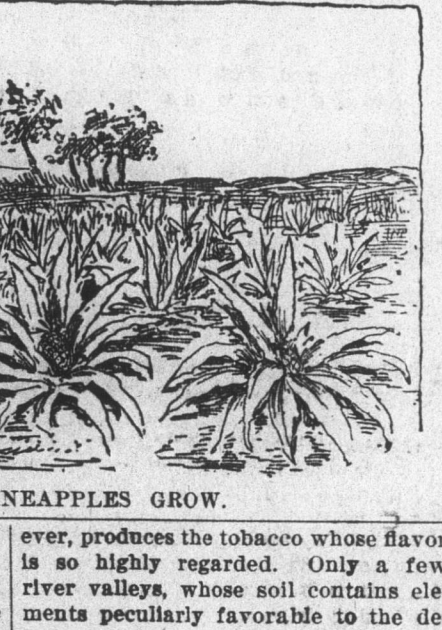 NEAPPLES GROW.
ever, produces the tobacco whose flavor
is so highly regarded. Only a few
river valleys, whose soil contains ele-
ments peculiarly favorable to the de-